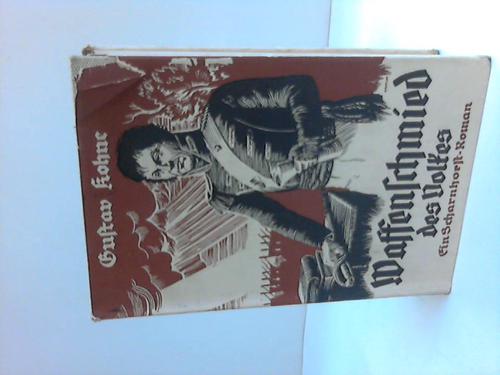 Gustav Kohne
Waffenschmied
des Volkes
Ein Scharnhorst-Roman